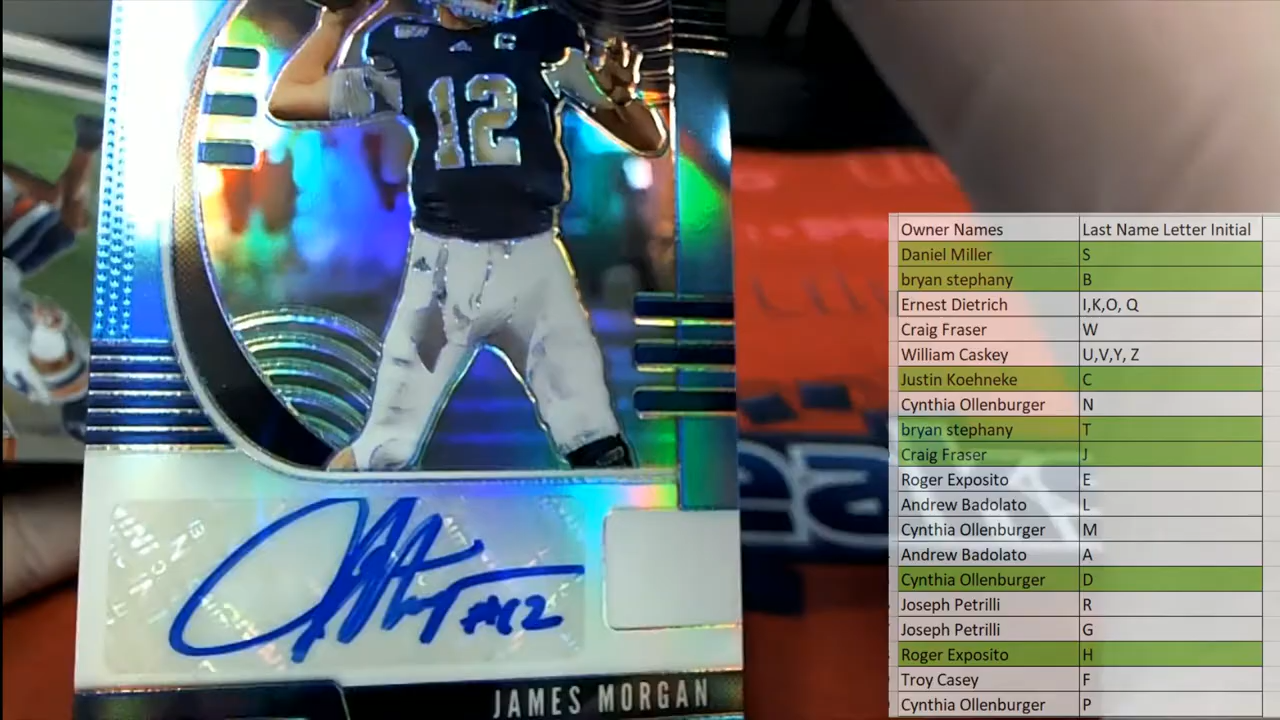 12
#12
JAMES MORGAN
Owner Names Last Name Letter Initial
Daniel Miller S
bryan stephany B
Ernest Dietrich I,K,O, Q
Craig Fraser W
William Caskey U,V,Y, Z
Justin Koehneke C
Cynthia Ollenburger N
bryan stephany T
Craig Fraser J
Roger Exposito E
Andrew Badolato L
Cynthia Ollenburger M
Andrew Badolato A
Cynthia Ollenburger D
Joseph Petrilli R
Joseph Petrilli G
Roger Exposito H
Troy Casey F
Cynthia Ollenburger P